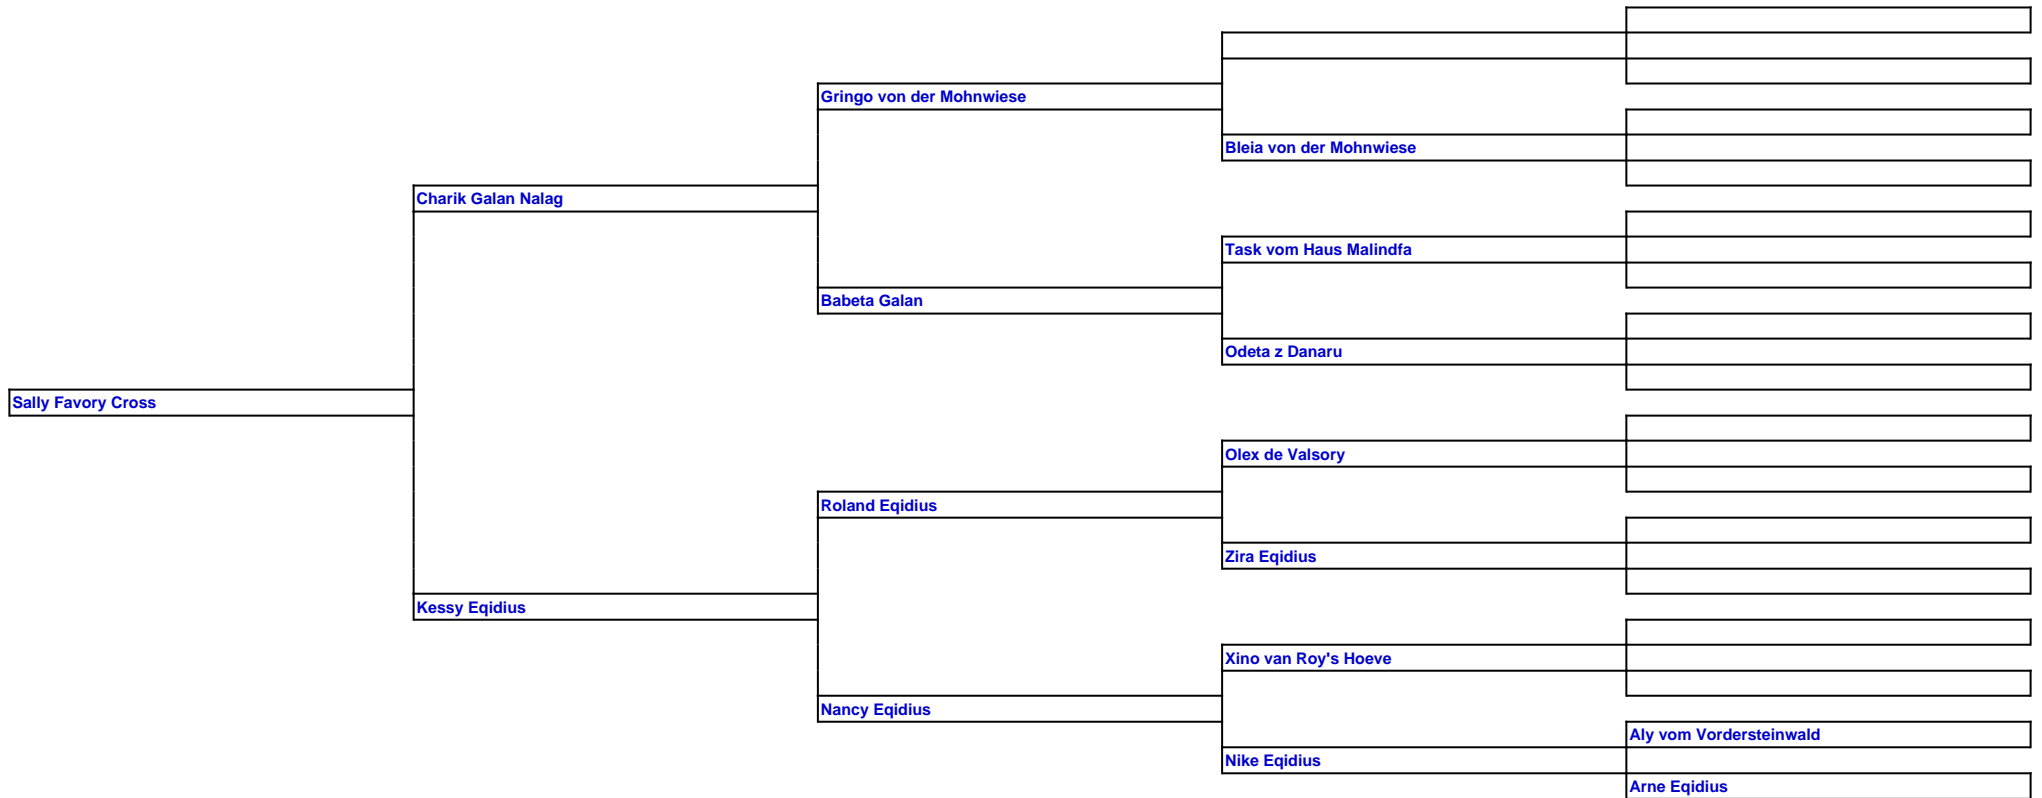 Gringo von der Mohnwiese
Bleia von der Mohnwiese
Charik Galan Nalag
Task vom Haus Malindfa
Babeta Galan
Odeta z Danaru
Sally Favory Cross
Olex de Valsory
Roland Eqidius
Zira Eqidius
Kessy Eqidius
Xino van Roy's Hoeve
Nancy Eqidius
Aly vom Vordersteinwald
Nike Eqidius
Arne Eqidius